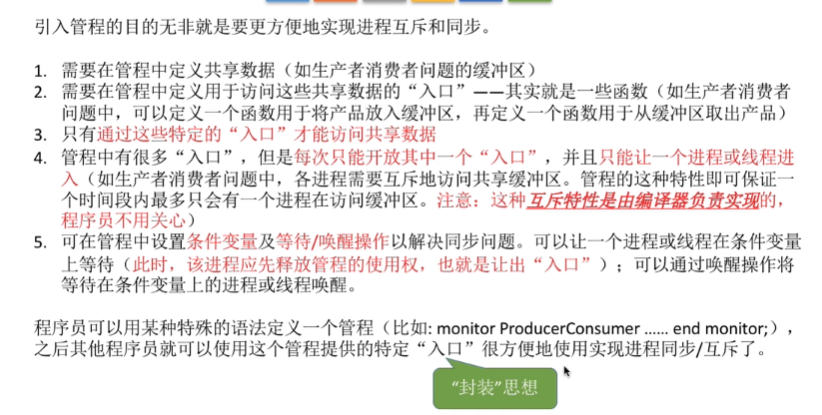 引入管程的目的无非就是要更方便地实现进程互斥和同步。
1. 需要在管程中定义共享数据（如生产者消费者问题的缓冲区）
2. 需要在管程中定义用于访问这些共享数据的“入口”——其实就是一些函数（如生产者消费者
问题中，可以定义一个函数用于将产品放入缓冲区，再定义一个函数用于从缓冲区取出产品）
3. 只有通过这些特定的“入口”才能访问共享数据
4. 管程中有很多“入口”，但是每次只能开放其中一个“入口”，并且只能让一个进程或线程进
入（如生产者消费者问题中，各进程需要互斥地访问共享缓冲区。管程的这种特性即可保证一
个时间段内最多只会有一个进程在访问缓冲区。注意：这种互斥特性是由编译器负责实现的，
程序员不用关心）
5. 可在管程中设置条件变量及等待/唤醒操作以解决同步问题。可以让一个进程或线程在条件变量
上等待（此时，该进程应先释放管程的使用权，也就是让出“入口”）；可以通过唤醒操作将
等待在条件变量上的进程或线程唤醒。
程序员可以用某种特殊的语法定义一个管程（比如: monitor ProducerConsumer ...... end monitor;），
之后其他程序员就可以使用这个管程提供的特定“入口”很方便地使用实现进程同步/互斥了。
“封装”思想